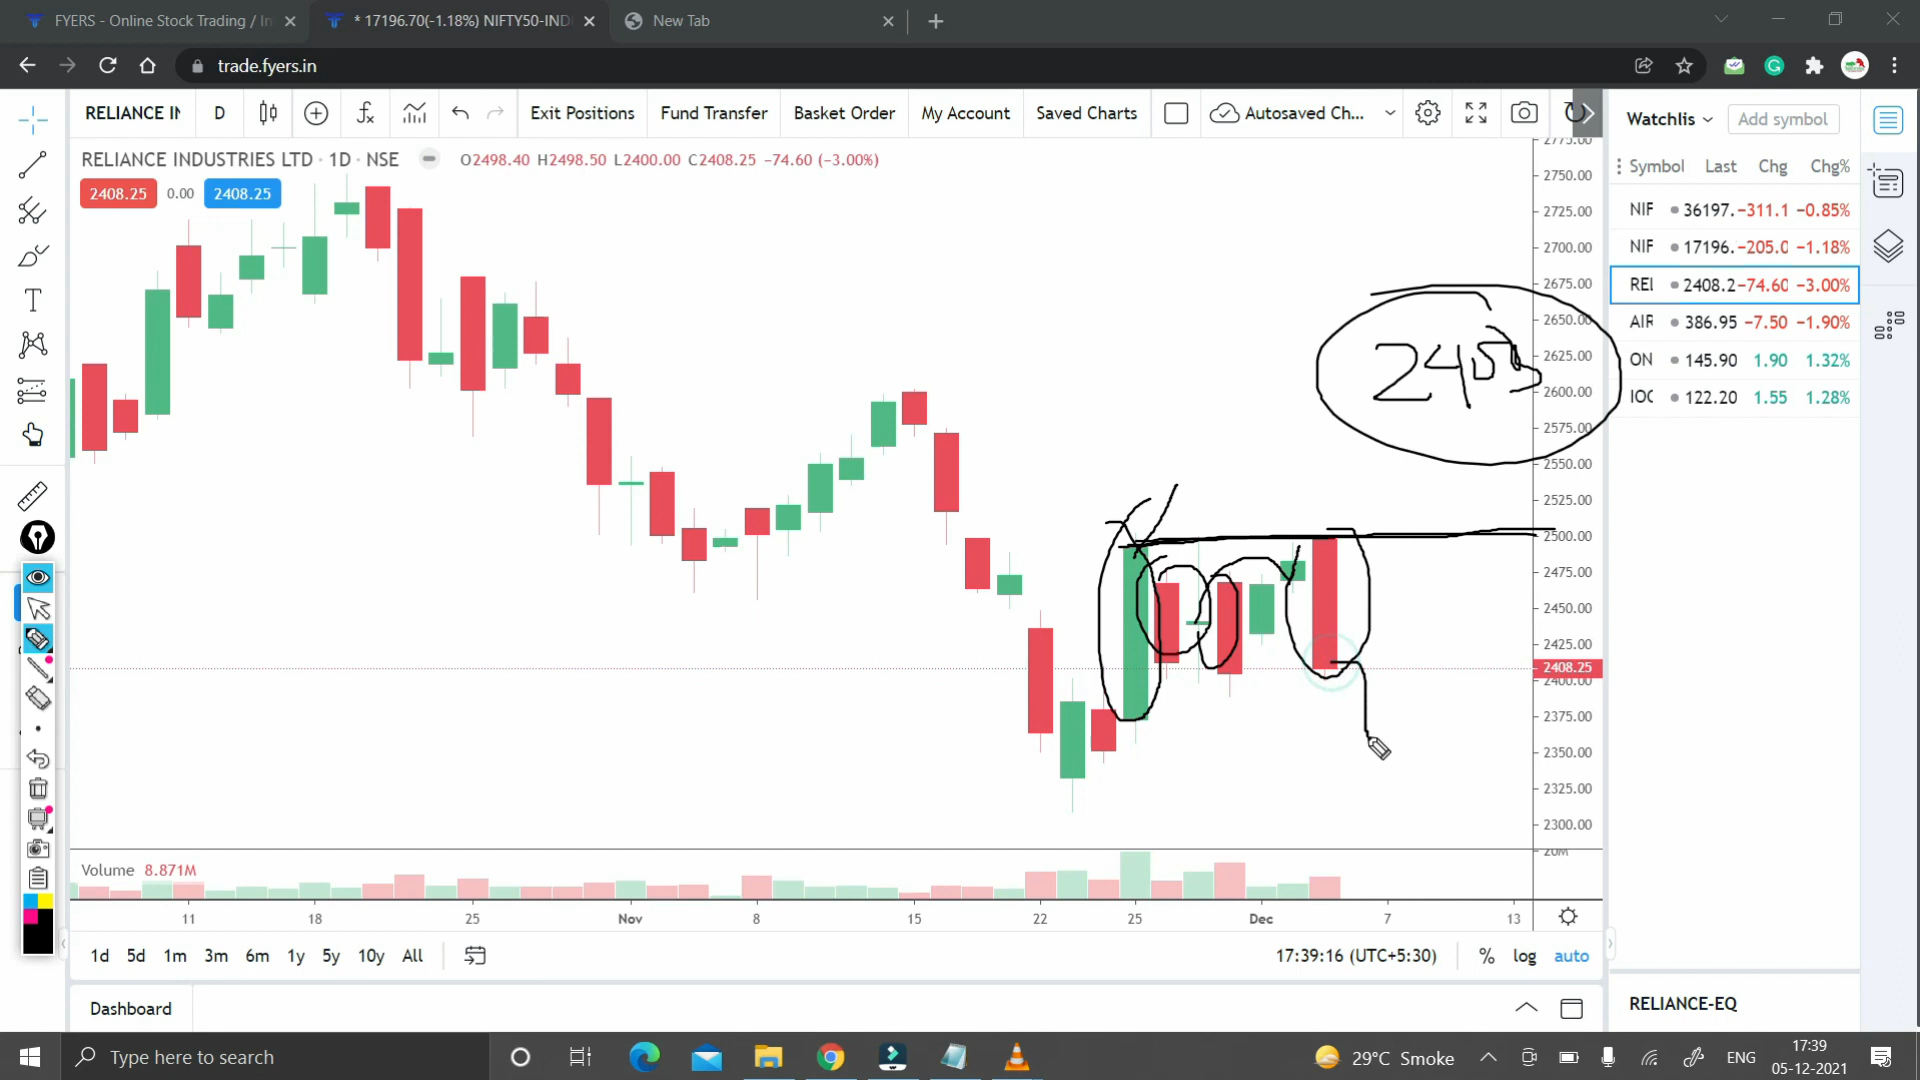 FYERS - Online Stock Trading / In
* 17196.70(-1.18%) NIFTY50-IND
New Tab
trade.fyers.in
RELIANCE IN
D
Exit Positions
Fund Transfer
Basket Order
My Account
Saved Charts
Autosaved Ch...
RELIANCE INDUSTRIES LTD · 1D · NSE
O2498.40 H2498.50 L2400.00 C2408.25 −74.60 (−3.00%)
2408.25 0.00 2408.25
Watchlis
Add symbol
Symbol Last Chg Chg%
NIF 36197. −311.1 −0.85%
NIF 17196. −205.0 −1.18%
REL 2408.2 −74.60 −3.00%
AIR 386.95 −7.50 −1.90%
ON 145.90 1.90 1.32%
IOC 122.20 1.55 1.28%
2775.00
2750.00
2725.00
2700.00
2675.00
2650.00
2625.00
2600.00
2575.00
2550.00
2525.00
2500.00
2475.00
2450.00
2425.00
2408.25
2400.00
2375.00
2350.00
2325.00
2300.00
Volume 8.871M
20M
11 18 25 Nov 8 15 22 25 Dec 7 13
1d 5d 1m 3m 6m 1y 5y 10y All
17:39:16 (UTC+5:30)
% log auto
Dashboard
RELIANCE-EQ
Type here to search
29°C Smoke
ENG
17:39
05-12-2021